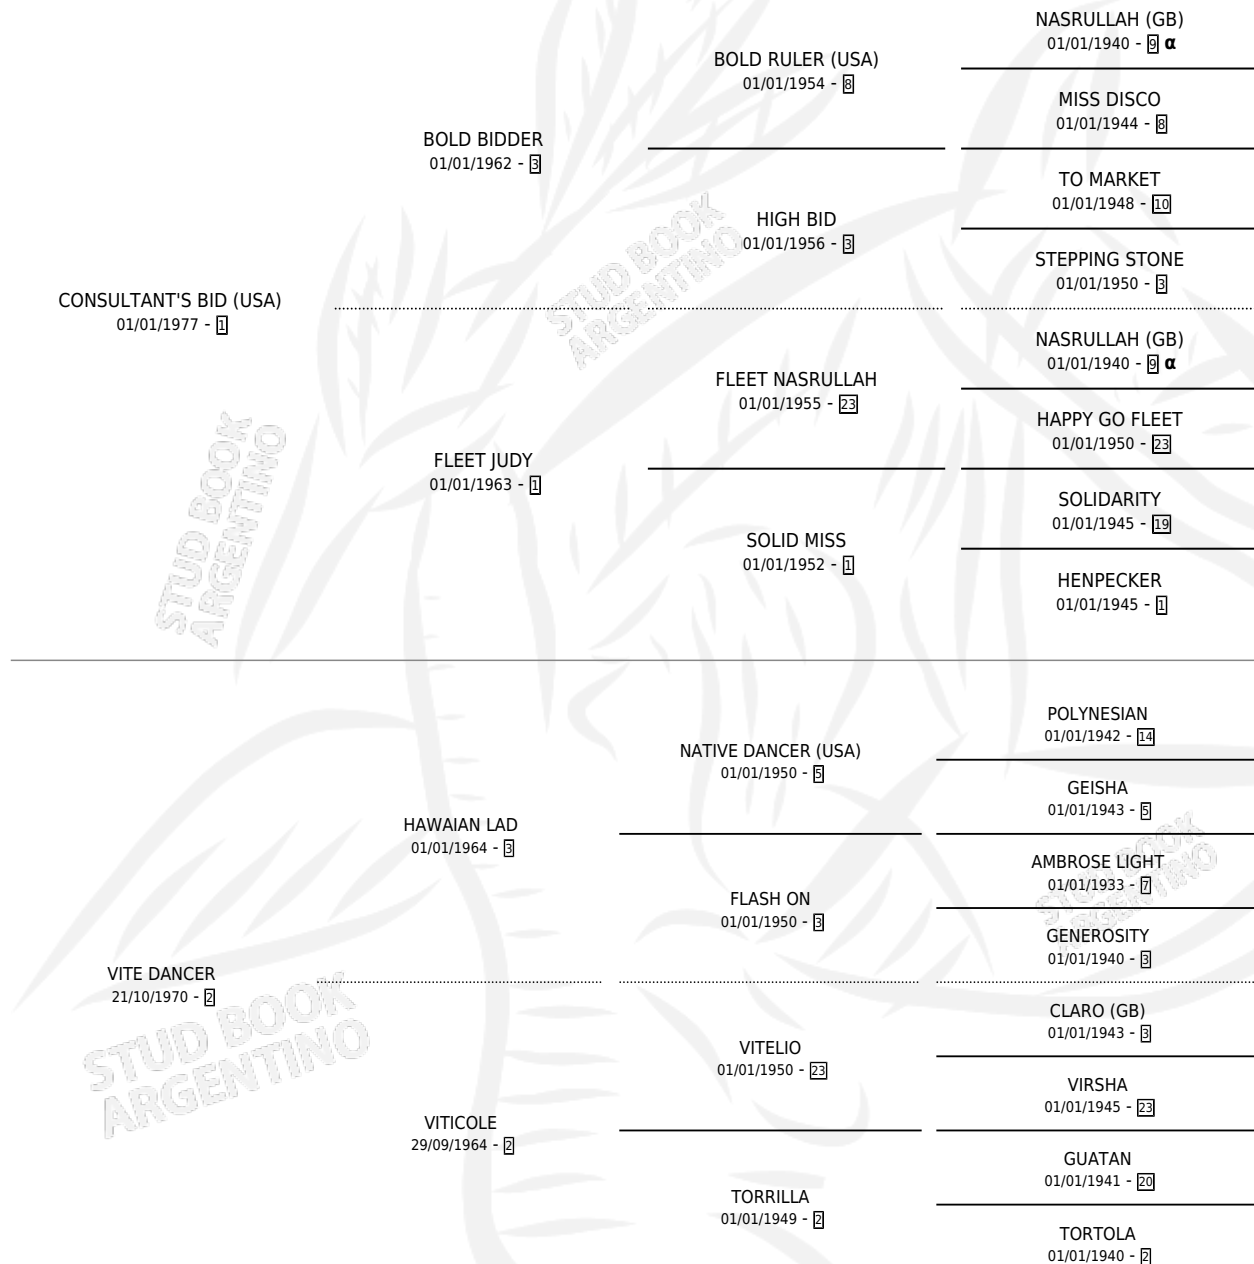 NASRULLAH (GB)
01/01/1940 - 9 α
BOLD RULER (USA)
01/01/1954 - 8
MISS DISCO
01/01/1944 - 8
BOLD BIDDER
01/01/1962 - 3
TO MARKET
01/01/1948 - 10
HIGH BID
01/01/1956 - 3
STEPPING STONE
01/01/1950 - 3
CONSULTANT'S BID (USA)
01/01/1977 - 1
NASRULLAH (GB)
01/01/1940 - 9 α
FLEET NASRULLAH
01/01/1955 - 23
HAPPY GO FLEET
01/01/1950 - 23
FLEET JUDY
01/01/1963 - 1
SOLIDARITY
01/01/1945 - 19
SOLID MISS
01/01/1952 - 1
HENPECKER
01/01/1945 - 1
POLYNESIAN
01/01/1942 - 14
NATIVE DANCER (USA)
01/01/1950 - 5
GEISHA
01/01/1943 - 5
HAWAIAN LAD
01/01/1964 - 3
AMBROSE LIGHT
01/01/1933 - 7
FLASH ON
01/01/1950 - 3
GENEROSITY
01/01/1940 - 3
VITE DANCER
21/10/1970 - 2
CLARO (GB)
01/01/1943 - 3
VITELIO
01/01/1950 - 23
VIRSHA
01/01/1945 - 23
VITICOLE
29/09/1964 - 2
GUATAN
01/01/1941 - 20
TORRILLA
01/01/1949 - 2
TORTOLA
01/01/1940 - 2
STUD BOOK
ARGENTINO
STUD BOOK
ARGENTINO
STUD BOOK
ARGENTINO
STUD BOOK
ARGENTINO